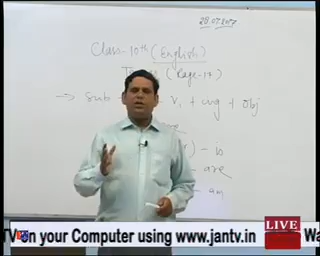 28.07.2017
Class-10th (English)
(Page-17)
→ Sub V1 + ing + Obj
is
are
am
LIVE
TV on your Computer using www.jantv.in Wa